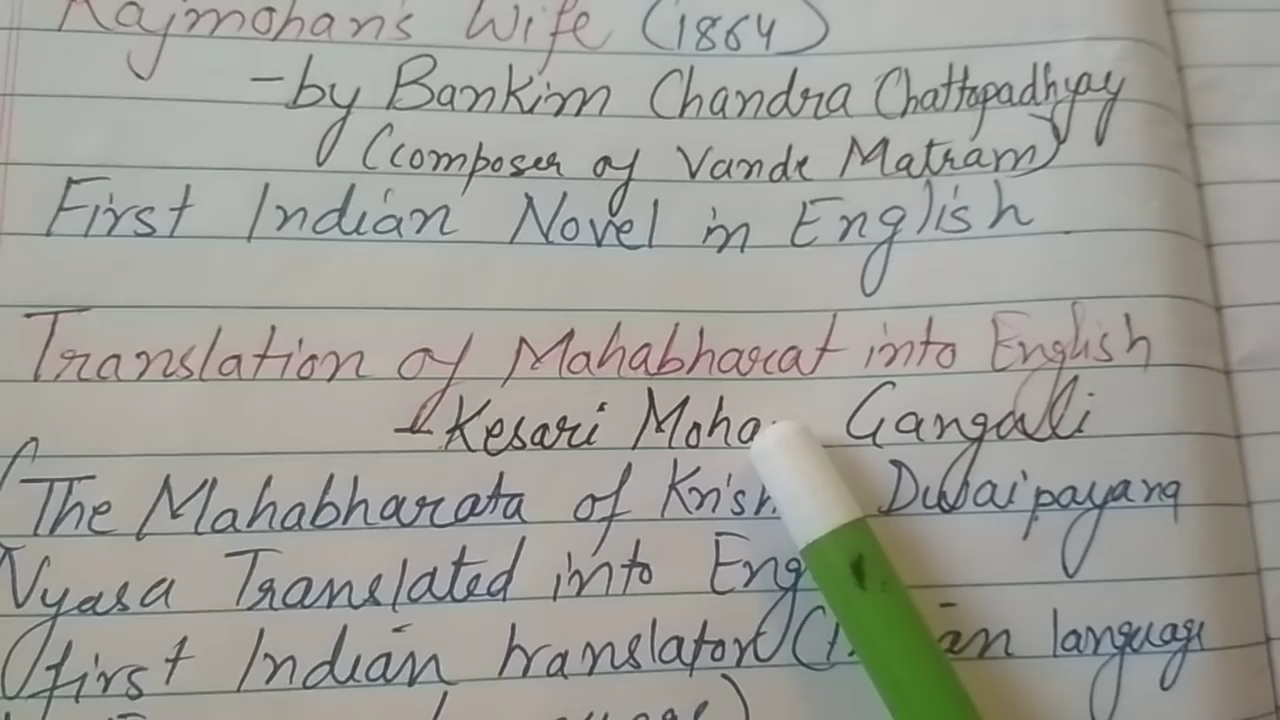 Rajmohan's Wife (1864)
-by Bankim Chandra Chattopadhyay
(composer of Vande Matram)
First Indian Novel in English
Translation of Mahabharat into English
- Kesari Moha Gangali
The Mahabharata of Krish Dwaipayana
Vyasa Translated into Eng
first Indian translator ( an language